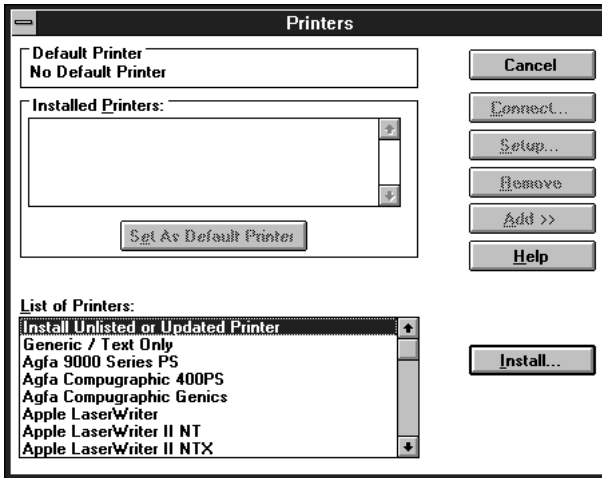 Printers
Default Printer
No Default Printer
Cancel
Installed Printers:
Connect...
Setup...
Remove
Set As Default Printer
Add >>
Help
List of Printers:
Install Unlisted or Updated Printer
Generic / Text Only
Agfa 9000 Series PS
Agfa Compugraphic 400PS
Agfa Compugraphic Genics
Apple LaserWriter
Apple LaserWriter II NT
Apple LaserWriter II NTX
Install...